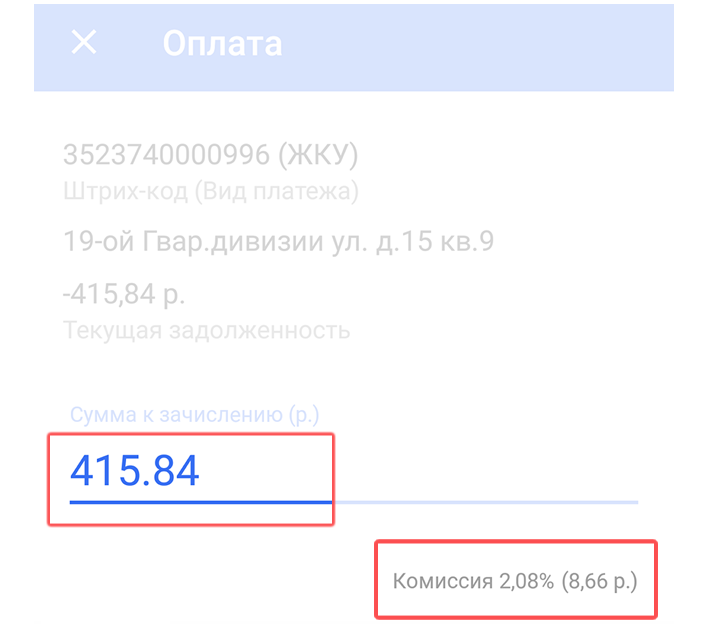 Оплата
3523740000996 (ЖКУ)
Штрих-код (Вид платежа)
19-ой Гвар.дивизии ул. д.15 кв.9
-415,84 р.
Текущая задолженность
Сумма к зачислению (р.)
415.84
Комиссия 2,08% (8,66 р.)